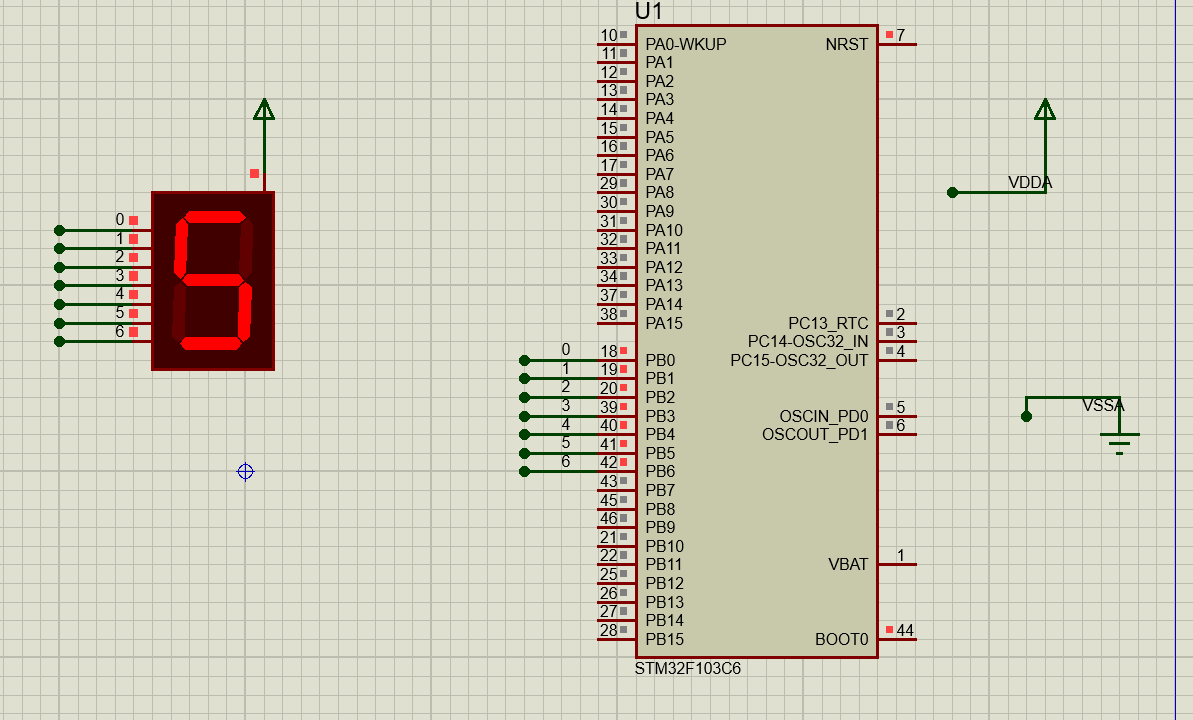 U1
10 PA0-WKUP NRST 7
11 PA1
12 PA2
13 PA3
14 PA4
15 PA5
16 PA6
17 PA7
29 PA8 VDDA
30 PA9
0 31 PA10
1 32 PA11
2 33 PA12
3 34 PA13
4 37 PA14
5 38 PA15 PC13_RTC 2
6 PC14-OSC32_IN 3
0 18 PB0 PC15-OSC32_OUT 4
1 19 PB1
2 20 PB2
3 39 PB3 OSCIN_PD0 5 VSSA
4 40 PB4 OSCOUT_PD1 6
5 41 PB5
6 42 PB6
43 PB7
45 PB8
46 PB9
21 PB10
22 PB11 VBAT 1
25 PB12
26 PB13
27 PB14
28 PB15 BOOT0 44
STM32F103C6